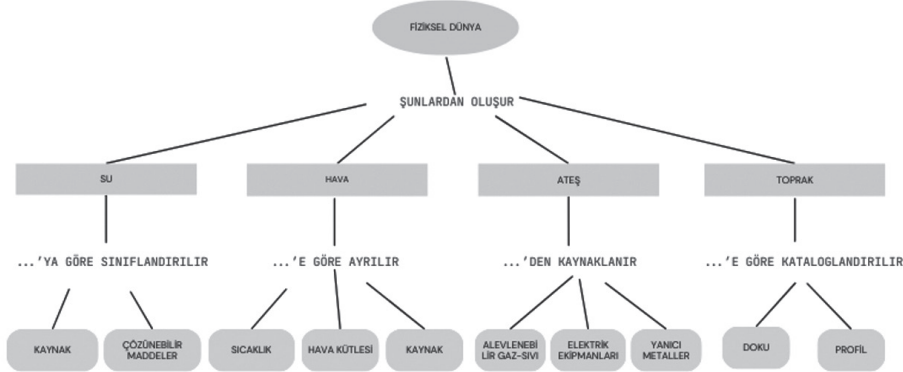 FİZİKSEL DÜNYA
ŞUNLARDAN OLUŞUR
SU
HAVA
ATEŞ
TOPRAK
...'YA GÖRE SINIFLANDIRILIR
...'E GÖRE AYRILIR
...'DEN KAYNAKLANIR
...'E GÖRE KATALOGLANDIRILIR
KAYNAK
ÇÖZÜNEBİLİR
MADDELER
SICAKLIK
HAVA KÜTLESİ
KAYNAK
ALEVLENEBİ
LİR GAZ-SIVI
ELEKTRİK
EKİPMANLARI
YANICI
METALLER
DOKU
PROFİL